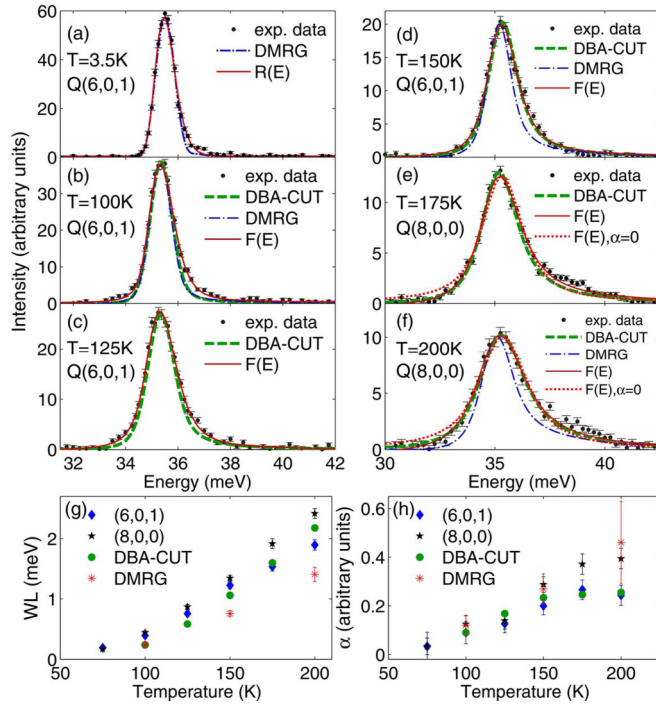 (a)
T=3.5K
Q(6,0,1)
exp. data
DMRG
R(E)
60
40
20
0
(b)
T=100K
Q(6,0,1)
exp. data
DBA-CUT
DMRG
F(E)
30
20
10
0
(c)
T=125K
Q(6,0,1)
exp. data
DBA-CUT
F(E)
20
10
0
32 34 36 38 40 42
Energy (meV)
Intensity (arbitrary units)
(d)
T=150K
Q(6,0,1)
exp. data
DBA-CUT
DMRG
F(E)
20
15
10
5
0
(e)
T=175K
Q(8,0,0)
exp. data
DBA-CUT
F(E)
F(E),α=0
15
10
5
0
(f)
T=200K
Q(8,0,0)
exp. data
DBA-CUT
DMRG
F(E)
F(E),α=0
10
5
0
30 35 40
Energy (meV)
(g)
(6,0,1)
(8,0,0)
DBA-CUT
DMRG
WL (meV)
2
1
0
50 100 150 200
Temperature (K)
(h)
(6,0,1)
(8,0,0)
DBA-CUT
DMRG
α (arbitrary units)
0.6
0.4
0.2
0
50 100 150 200
Temperature (K)